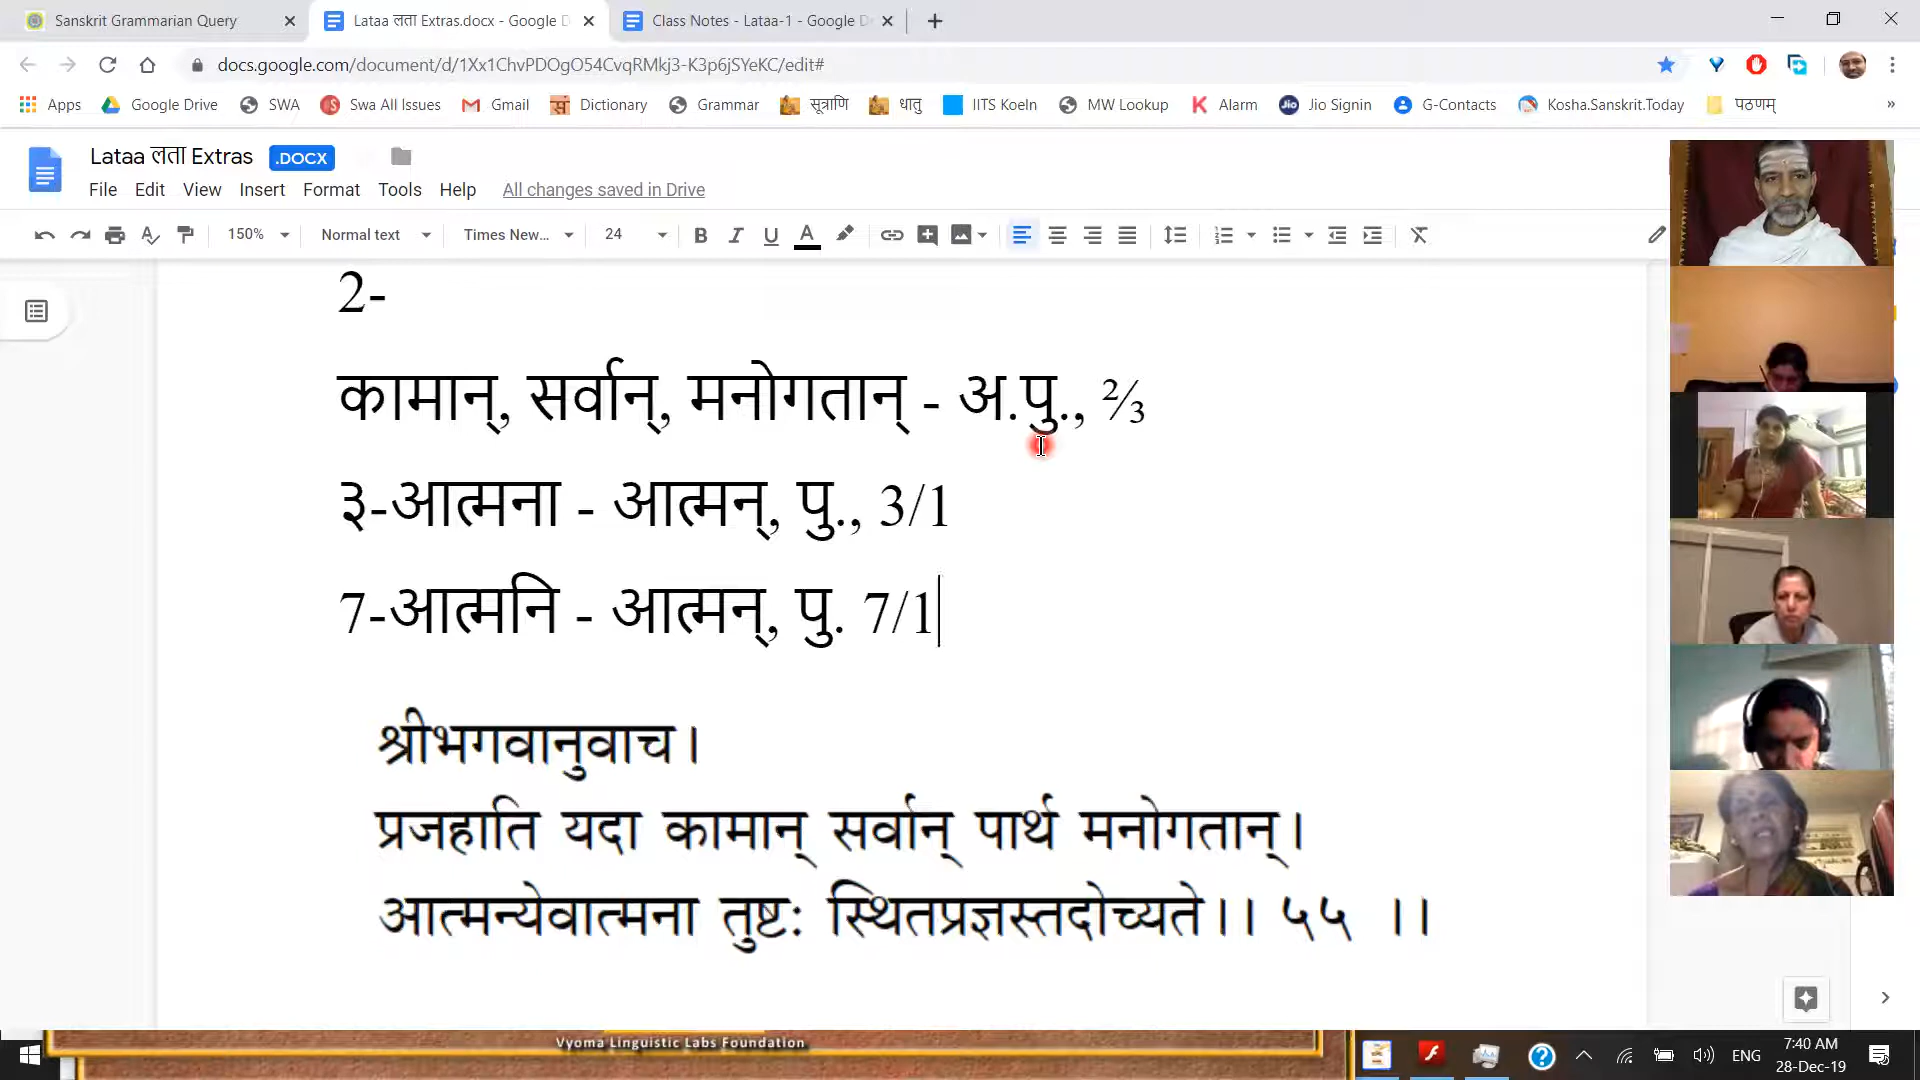 Sanskrit Grammarian Query
Lataa लता Extras.docx - Google D
Class Notes - Lataa-1 - Google D
docs.google.com/document/d/1Xx1ChvPDOgO54CvqRMkj3-K3p6jSYeKC/edit#
Apps Google Drive SWA Swa All Issues Gmail Dictionary Grammar सूत्राणि धातु IITS Koeln MW Lookup Alarm Jio Signin G-Contacts Kosha.Sanskrit.Today पठणम् »
Lataa लता Extras .DOCX
File Edit View Insert Format Tools Help All changes saved in Drive
150% Normal text Times New... 24
2-
कामान्, सर्वान्, मनोगतान् - अ.पु., ⅔
३-आत्मना - आत्मन्, पु., 3/1
7-आत्मनि - आत्मन्, पु. 7/1
श्रीभगवानुवाच।
प्रजहाति यदा कामान् सर्वान् पार्थ मनोगतान्।
आत्मन्येवात्मना तुष्टः स्थितप्रज्ञस्तदोच्यते।। ५५ ।।
Vyoma Linguistic Labs Foundation
ENG
7:40 AM
28-Dec-19